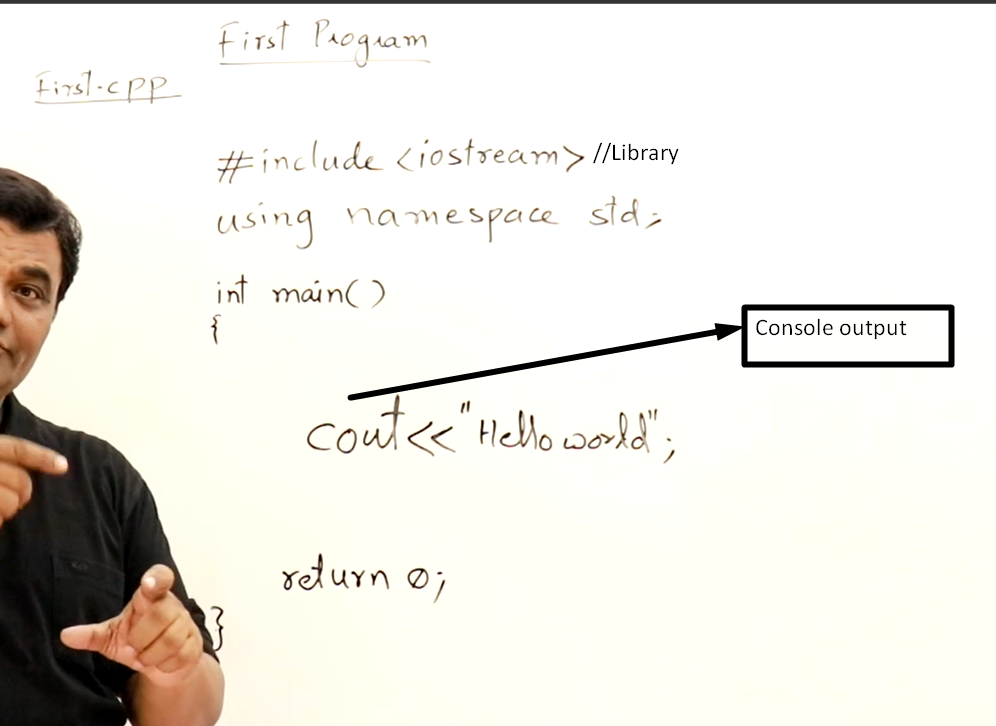 First Program
First.cpp
#include <iostream> //Library
using namespace std;
int main()
{
Console output
cout<<"Hello world";
return 0;
}